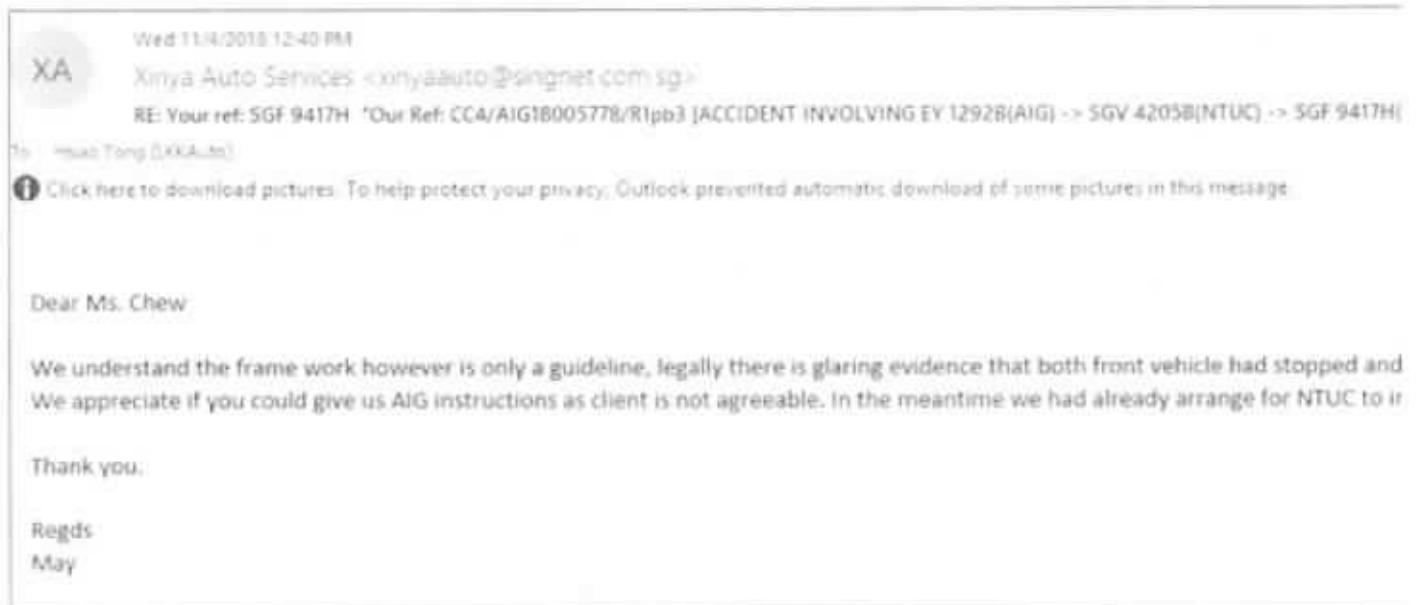 Wed 11/4/2018 12:40 PM
XA
Xinya Auto Services <xinyaauto@singnet.com.sg>
RE: Your ref: SGF 9417H *Our Ref: CC4/AIG18005778/R1pb3 [ACCIDENT INVOLVING EY 1292B(AIG) -> SGV 4205B(NTUC) -> SGF 9417H(
To Hsiao Tong
Click here to download pictures. To help protect your privacy, Outlook prevented automatic download of some pictures in this message.
Dear Ms. Chew
We understand the frame work however is only a guideline, legally there is glaring evidence that both front vehicle had stopped and
We appreciate if you could give us AIG instructions as client is not agreeable. In the meantime we had already arrange for NTUC to
Thank you.
Regds
May